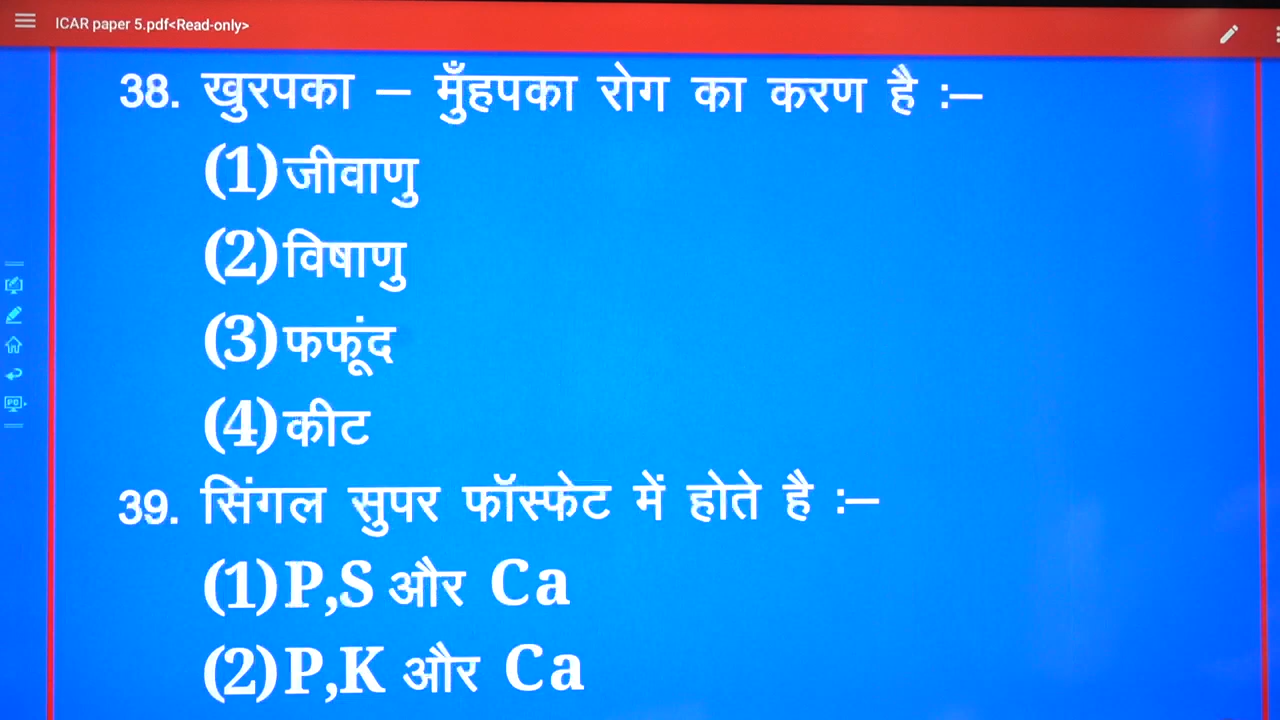 ICAR paper 5.pdf<Read-only>
38. खुरपका – मुँहपका रोग का करण है :–
(1) जीवाणु
(2) विषाणु
(3) फफूंद
(4) कीट
39. सिंगल सुपर फॉस्फेट में होते है :–
(1) P,S और Ca
(2) P,K और Ca